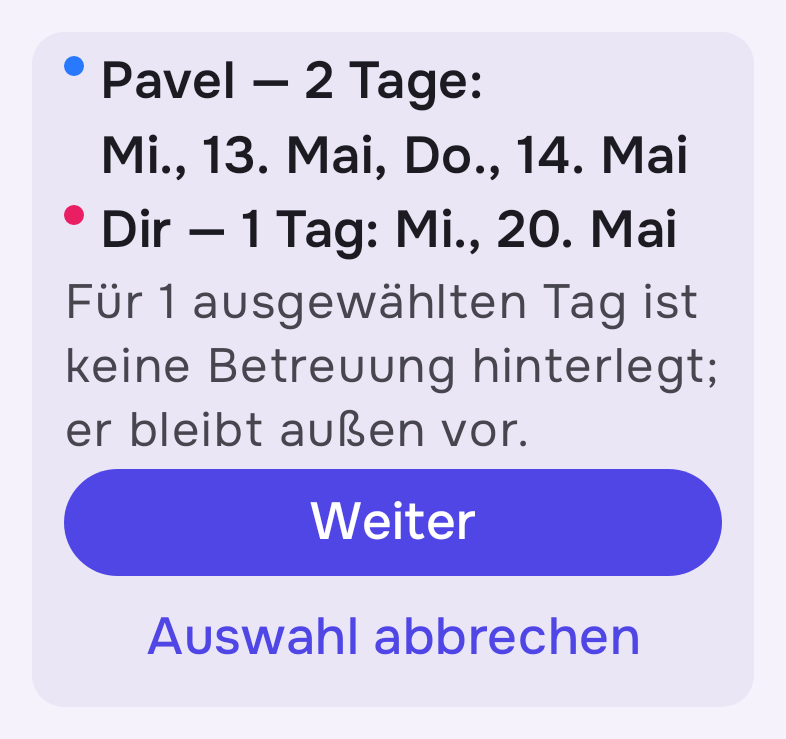 Pavel — 2 Tage:
Mi., 13. Mai, Do., 14. Mai
Dir — 1 Tag: Mi., 20. Mai
Für 1 ausgewählten Tag ist
keine Betreuung hinterlegt;
er bleibt außen vor.
Weiter
Auswahl abbrechen